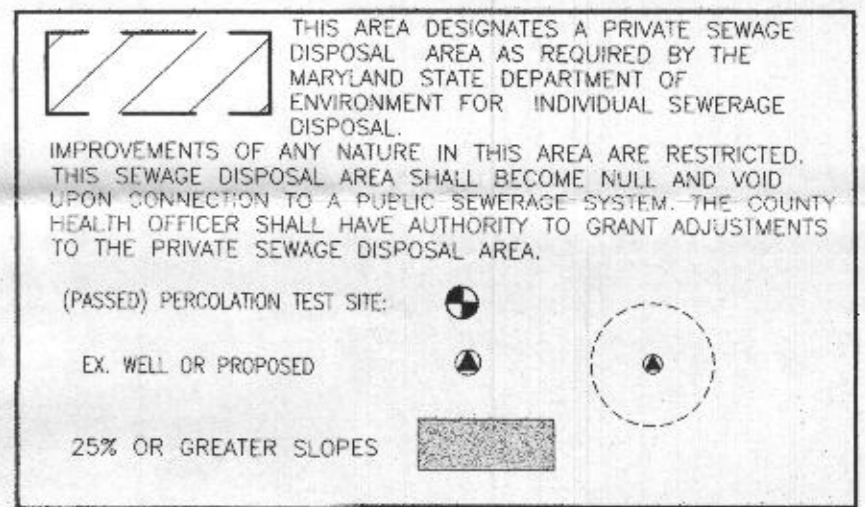 THIS AREA DESIGNATES A PRIVATE SEWAGE
DISPOSAL AREA AS REQUIRED BY THE
MARYLAND STATE DEPARTMENT OF
ENVIRONMENT FOR INDIVIDUAL SEWERAGE
DISPOSAL.
IMPROVEMENTS OF ANY NATURE IN THIS AREA ARE RESTRICTED.
THIS SEWAGE DISPOSAL AREA SHALL BECOME NULL AND VOID
UPON CONNECTION TO A PUBLIC SEWERAGE SYSTEM. THE COUNTY
HEALTH OFFICER SHALL HAVE AUTHORITY TO GRANT ADJUSTMENTS
TO THE PRIVATE SEWAGE DISPOSAL AREA.
(PASSED) PERCOLATION TEST SITE:
EX. WELL OR PROPOSED
25% OR GREATER SLOPES